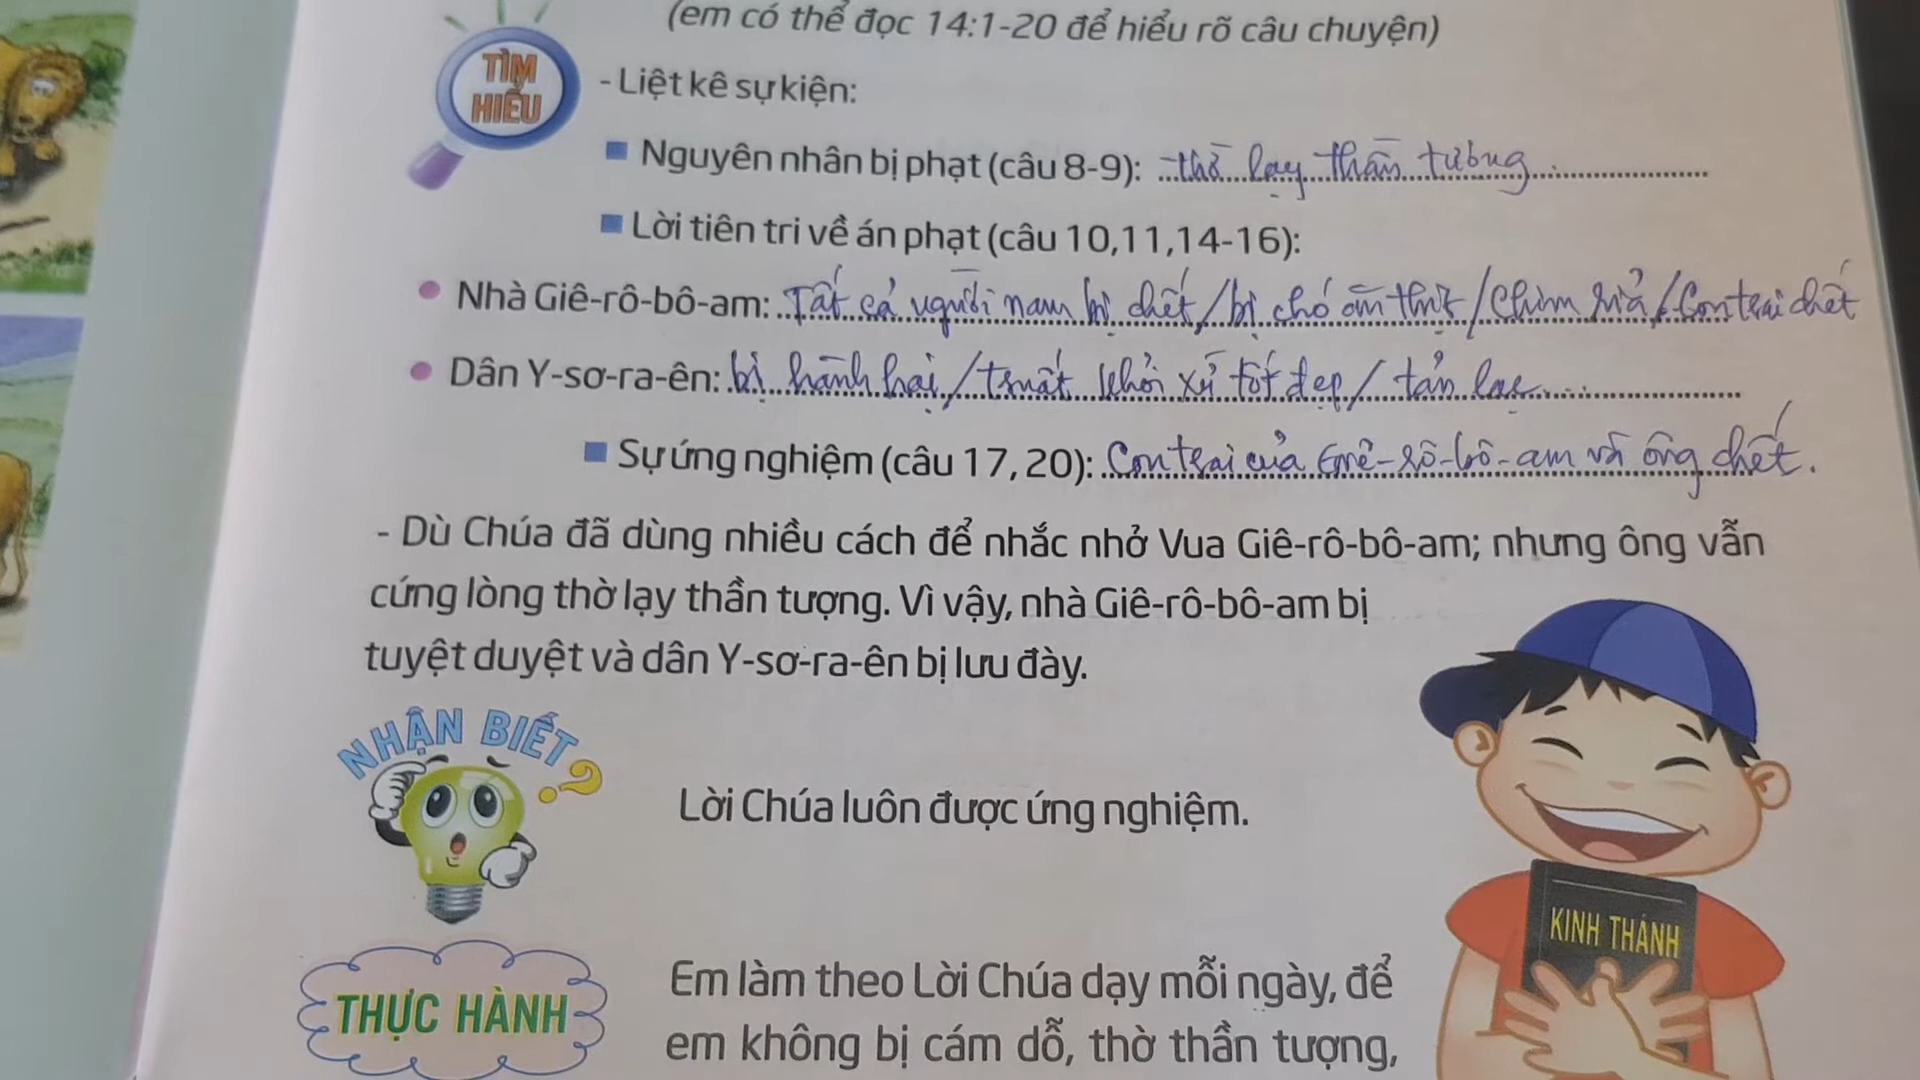 (em có thể đọc 14:1-20 để hiểu rõ câu chuyện)
TÌM
HIỂU
- Liệt kê sự kiện:
Nguyên nhân bị phạt (câu 8-9): thờ lạy thần tượng
Lời tiên tri về án phạt (câu 10,11,14-16):
Nhà Giê-rô-bô-am: Tất cả người nam bị chết/bị chó ăn thịt/chim rỉa/Con trai chết
Dân Y-sơ-ra-ên: bị hành hại/truất khỏi xứ tốt đẹp/tản lạc
Sự ứng nghiệm (câu 17, 20): Con trai của Giê-rô-bô-am và ông chết.
- Dù Chúa đã dùng nhiều cách để nhắc nhở Vua Giê-rô-bô-am; nhưng ông vẫn
cứng lòng thờ lạy thần tượng. Vì vậy, nhà Giê-rô-bô-am bị
tuyệt duyệt và dân Y-sơ-ra-ên bị lưu đày.
NHẬN BIẾT?
Lời Chúa luôn được ứng nghiệm.
KINH THÁNH
THỰC HÀNH
Em làm theo Lời Chúa dạy mỗi ngày, để
em không bị cám dỗ, thờ thần tượng,